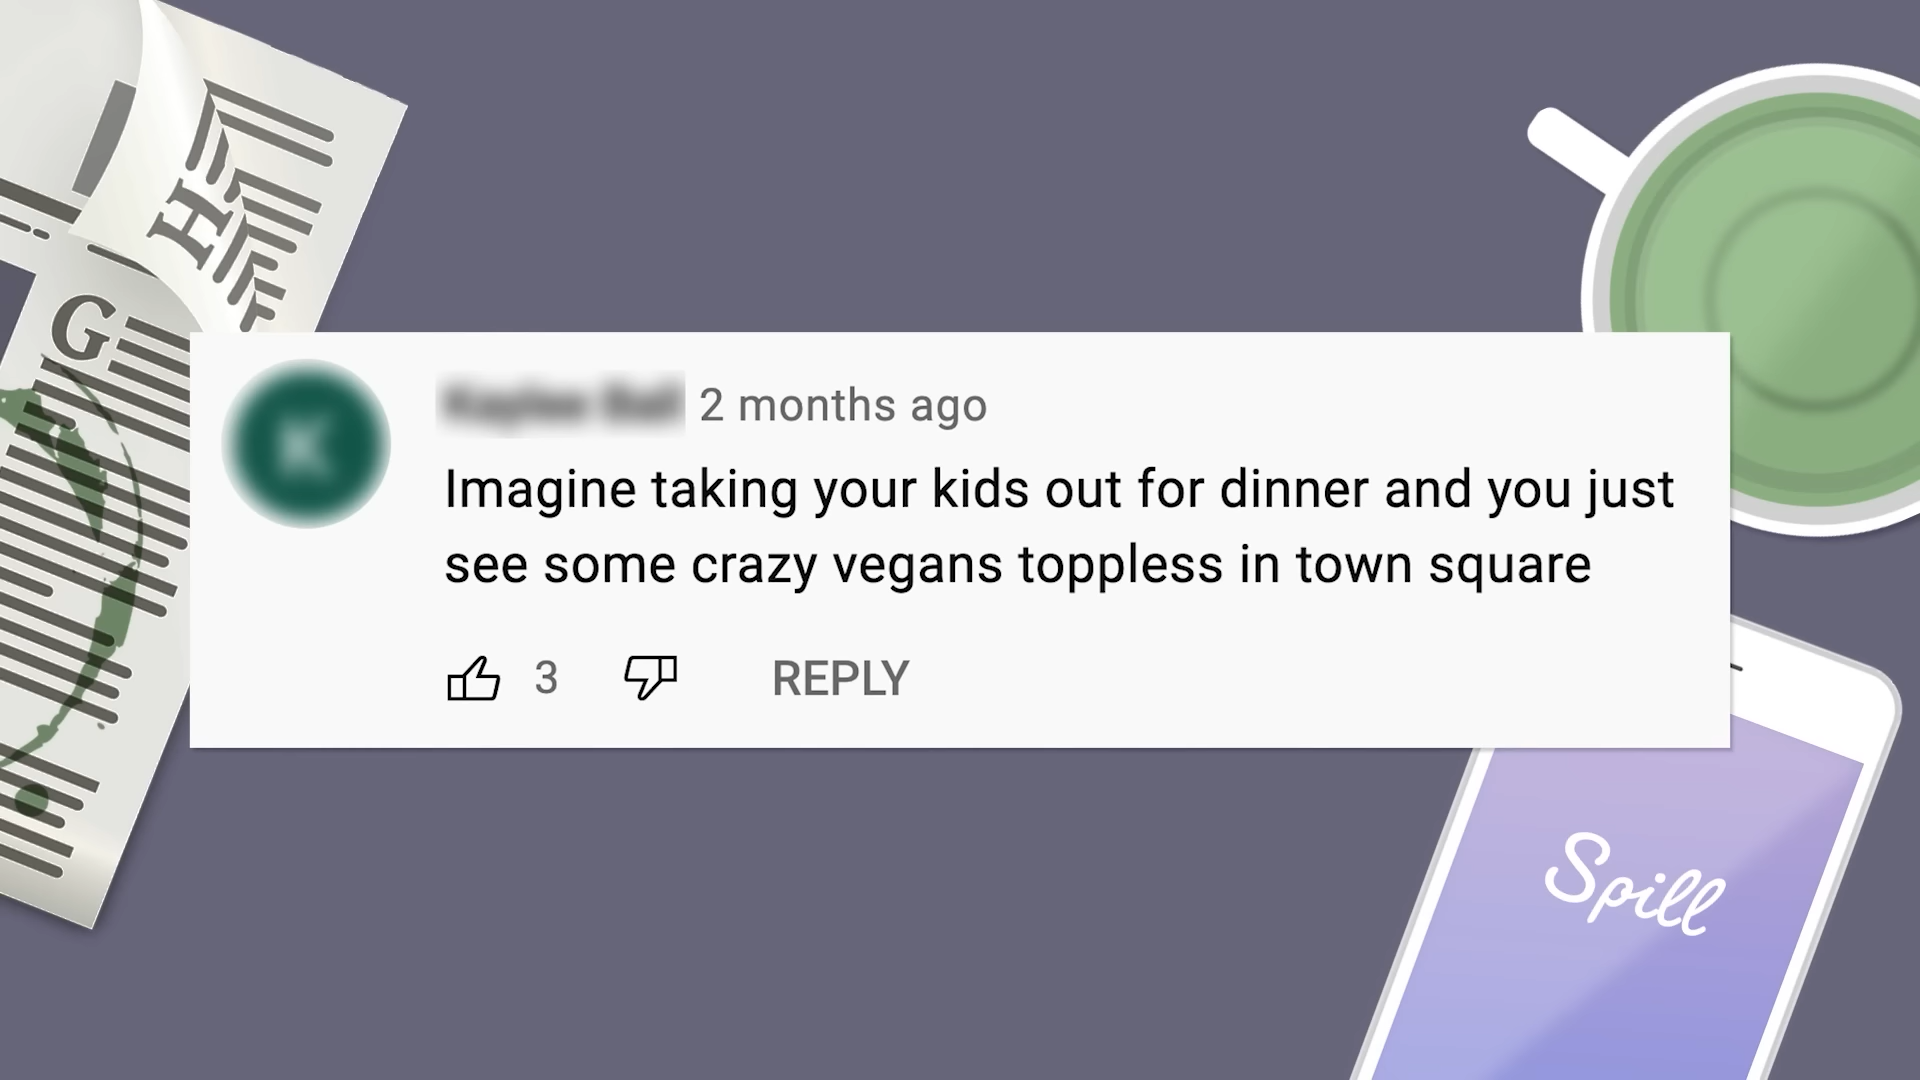 H
G
2 months ago
Imagine taking your kids out for dinner and you just
see some crazy vegans toppless in town square
3
REPLY
Spill